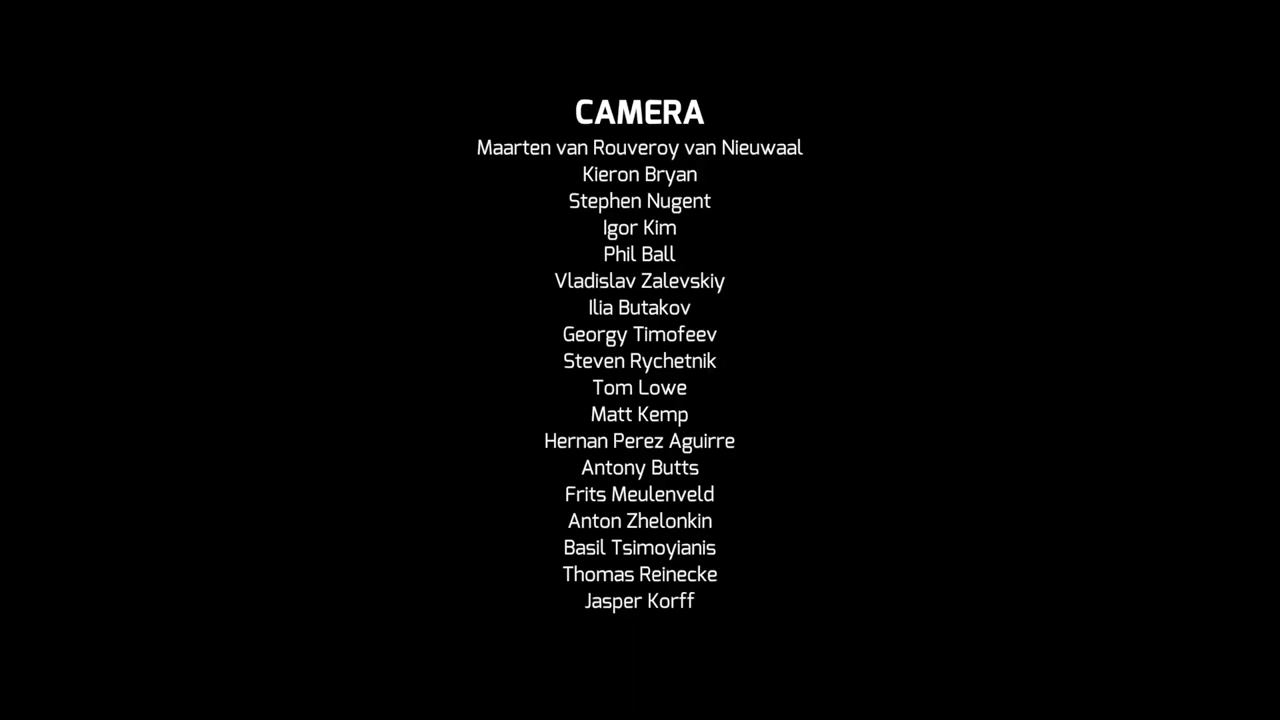 CAMERA
Maarten van Rouveroy van Nieuwaal
Kieron Bryan
Stephen Nugent
Igor Kim
Phil Ball
Vladislav Zalevskiy
Ilia Butakov
Georgy Timofeev
Steven Rychetnik
Tom Lowe
Matt Kemp
Hernan Perez Aguirre
Antony Butts
Frits Meulenveld
Anton Zhelonkin
Basil Tsimoyianis
Thomas Reinecke
Jasper Korff